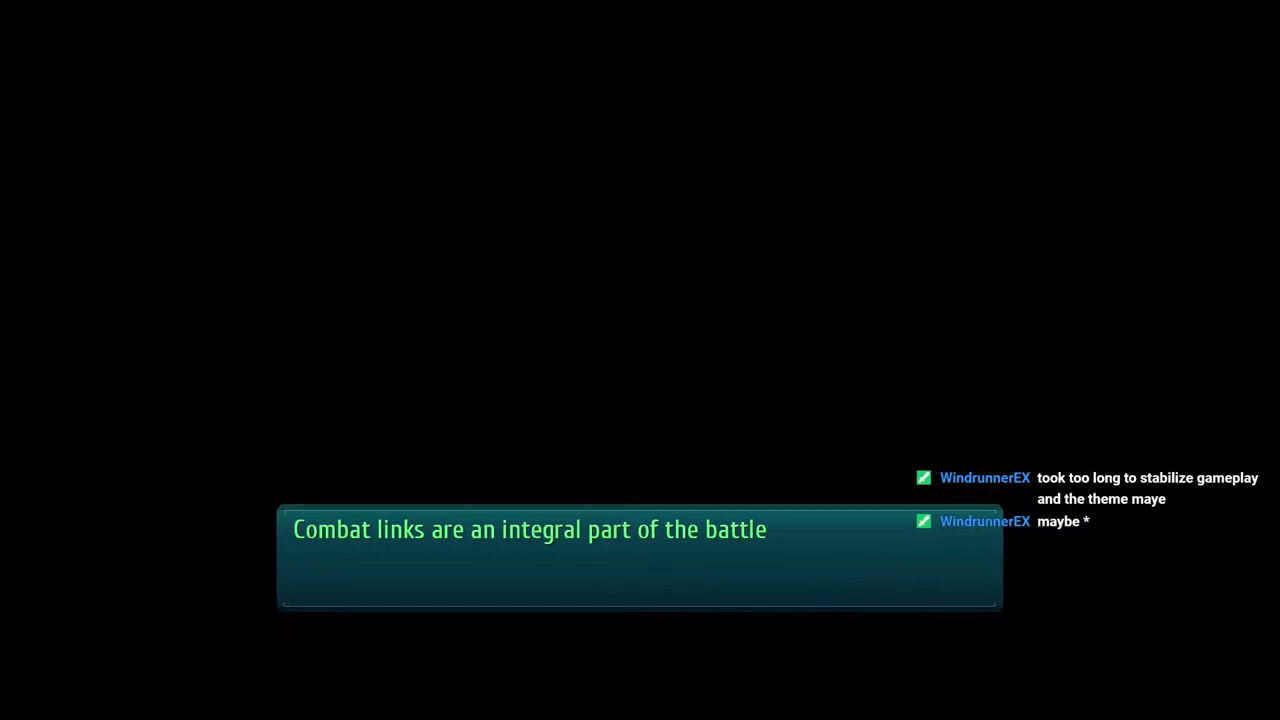 WindrunnerEX took too long to stabilize gameplay
and the theme maye
WindrunnerEX maybe *
Combat links are an integral part of the battle